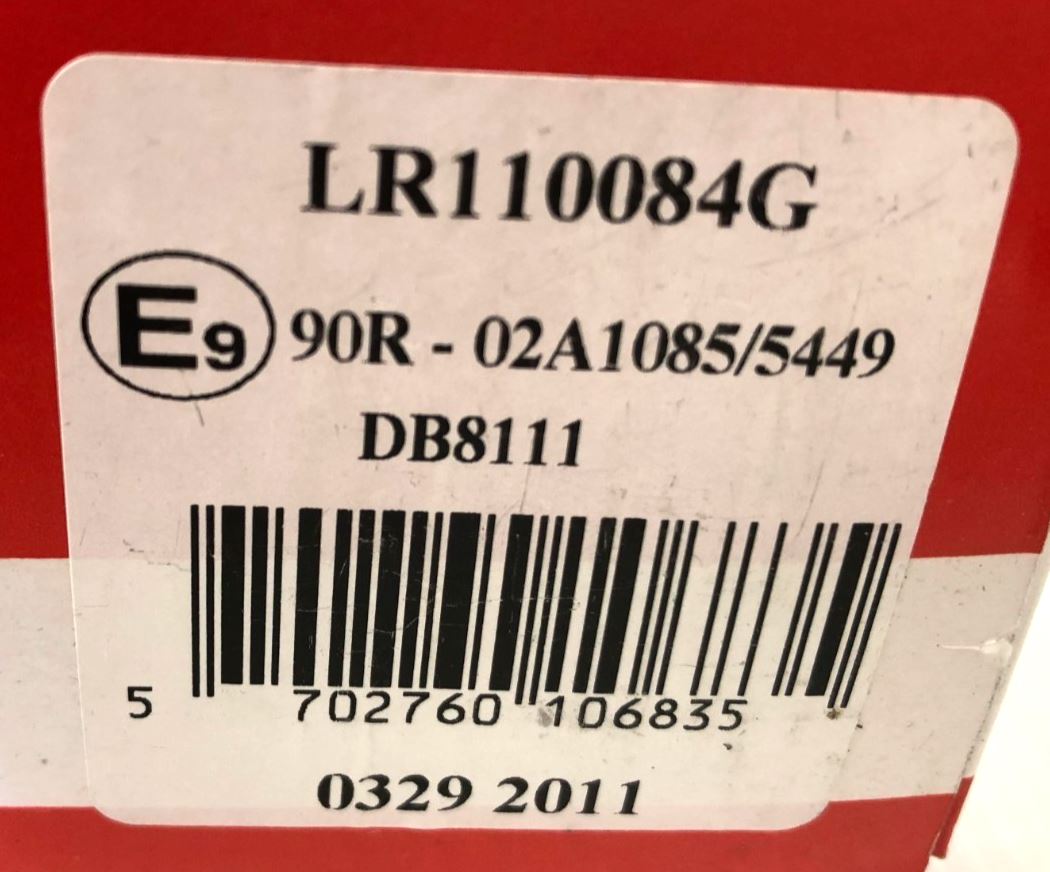 LR110084G
E9 90R - 02A1085/5449
DB8111
5 702760 106835
0329 2011